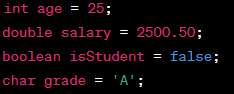 int age = 25;
double salary = 2500.50;
boolean isStudent = false;
char grade = 'A';